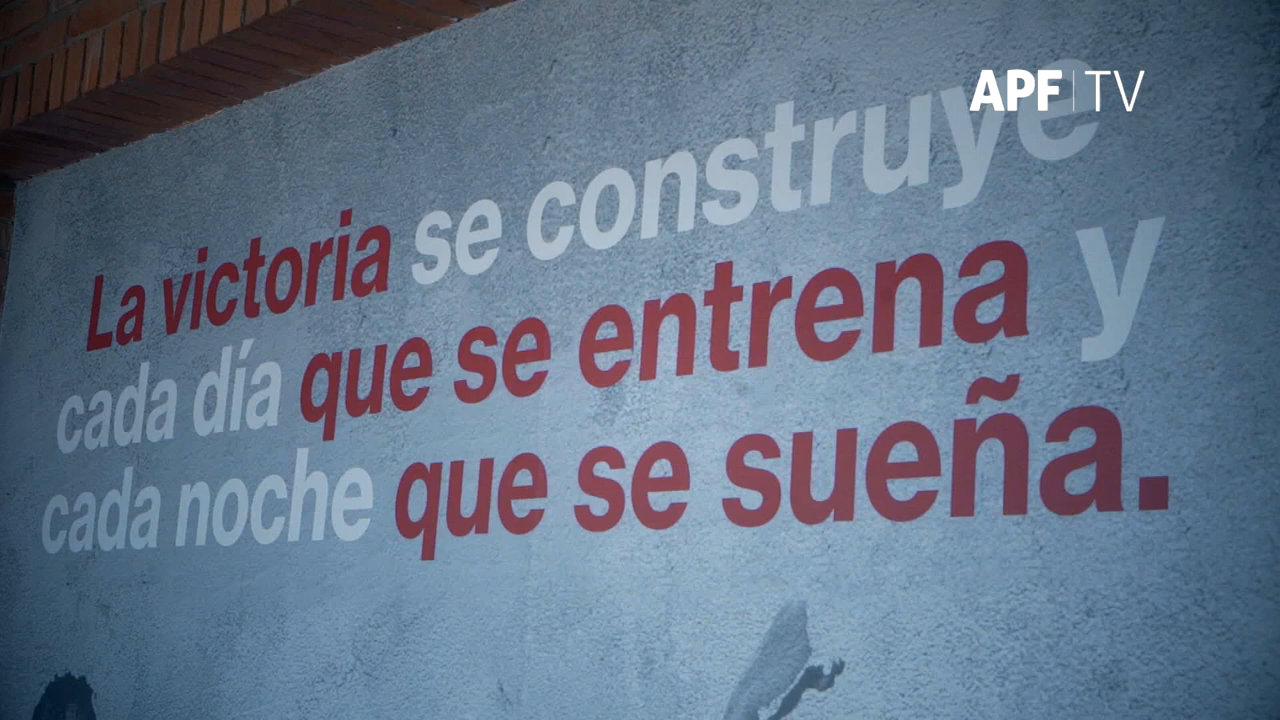 APF TV
La victoria se construye
cada día que se entrena y
cada noche que se sueña.